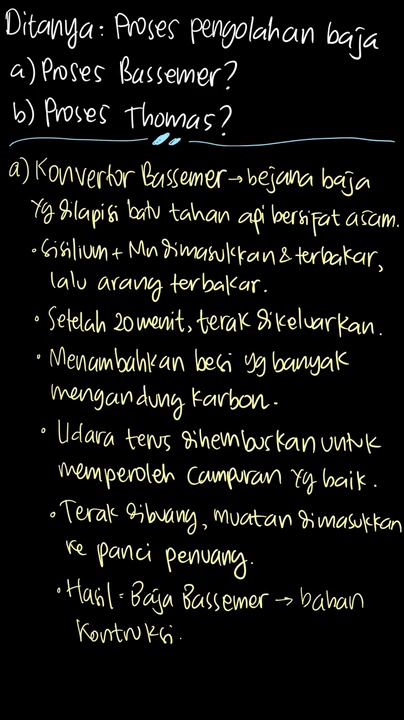 Ditanya: Proses pengolahan baja
a) Proses Bassemer?
b) Proses Thomas?
a) Konvertor Bassemer → bejana baja
yg dilapisi batu tahan api bersifat asam.
• Sisilium + Mn dimasukkan & terbakar,
lalu arang terbakar.
• Setelah 20 menit, terak dikeluarkan.
• Menambahkan besi yg banyak
mengandung karbon.
• Udara terus dihembuskan untuk
memperoleh campuran yg baik.
• Terak dibuang, muatan dimasukkan
ke panci penuang.
• Hasil = Baja Bassemer → bahan
kontruksi.